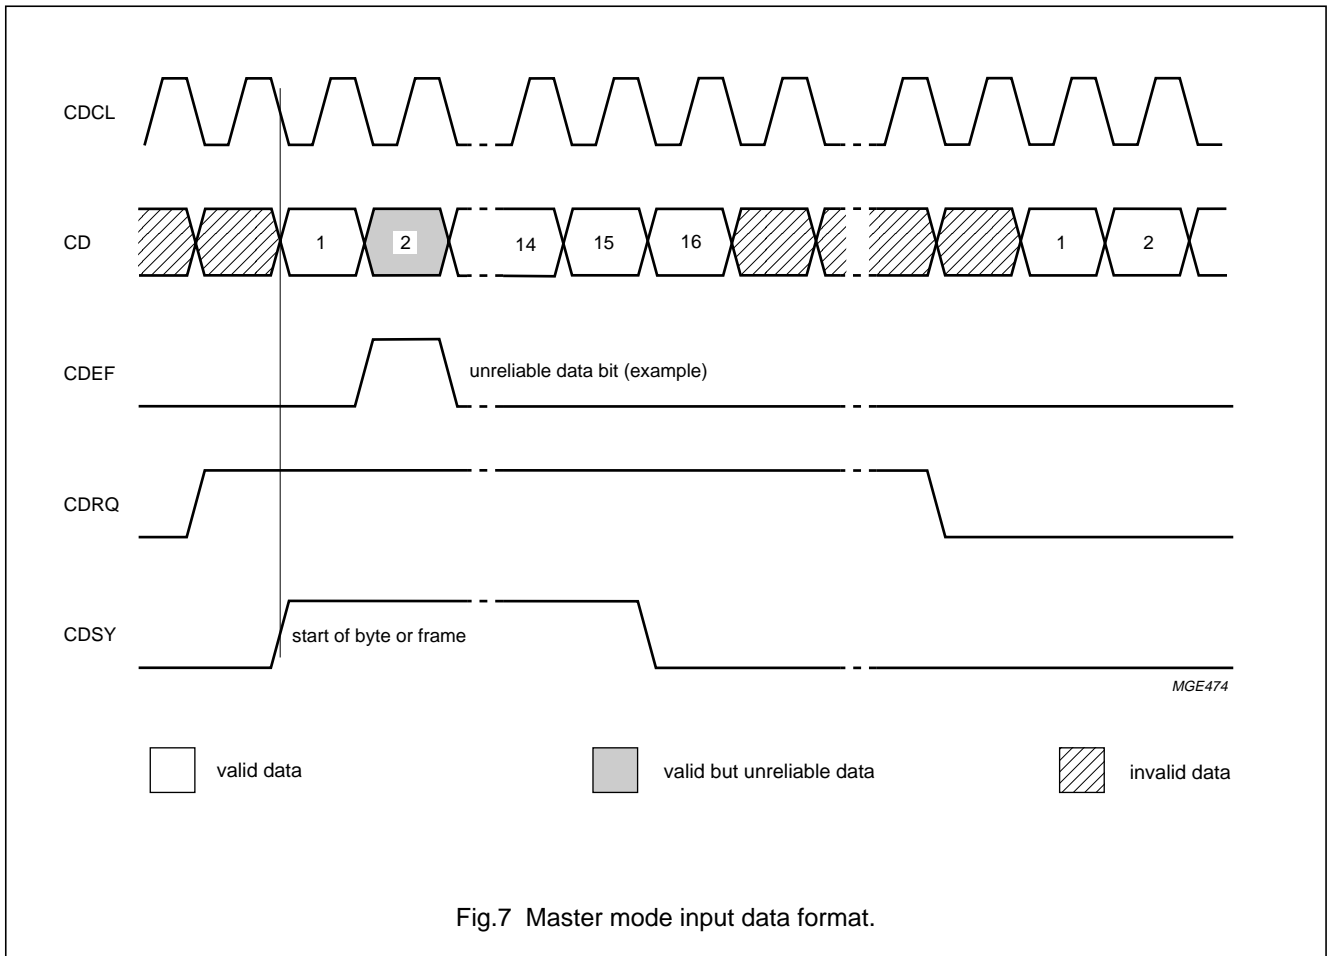 CDCL
CD
1
2
14
15
16
1
2
CDEF
unreliable data bit (example)
CDRQ
CDSY
start of byte or frame
MGE474
valid data
valid but unreliable data
invalid data
Fig.7 Master mode input data format.